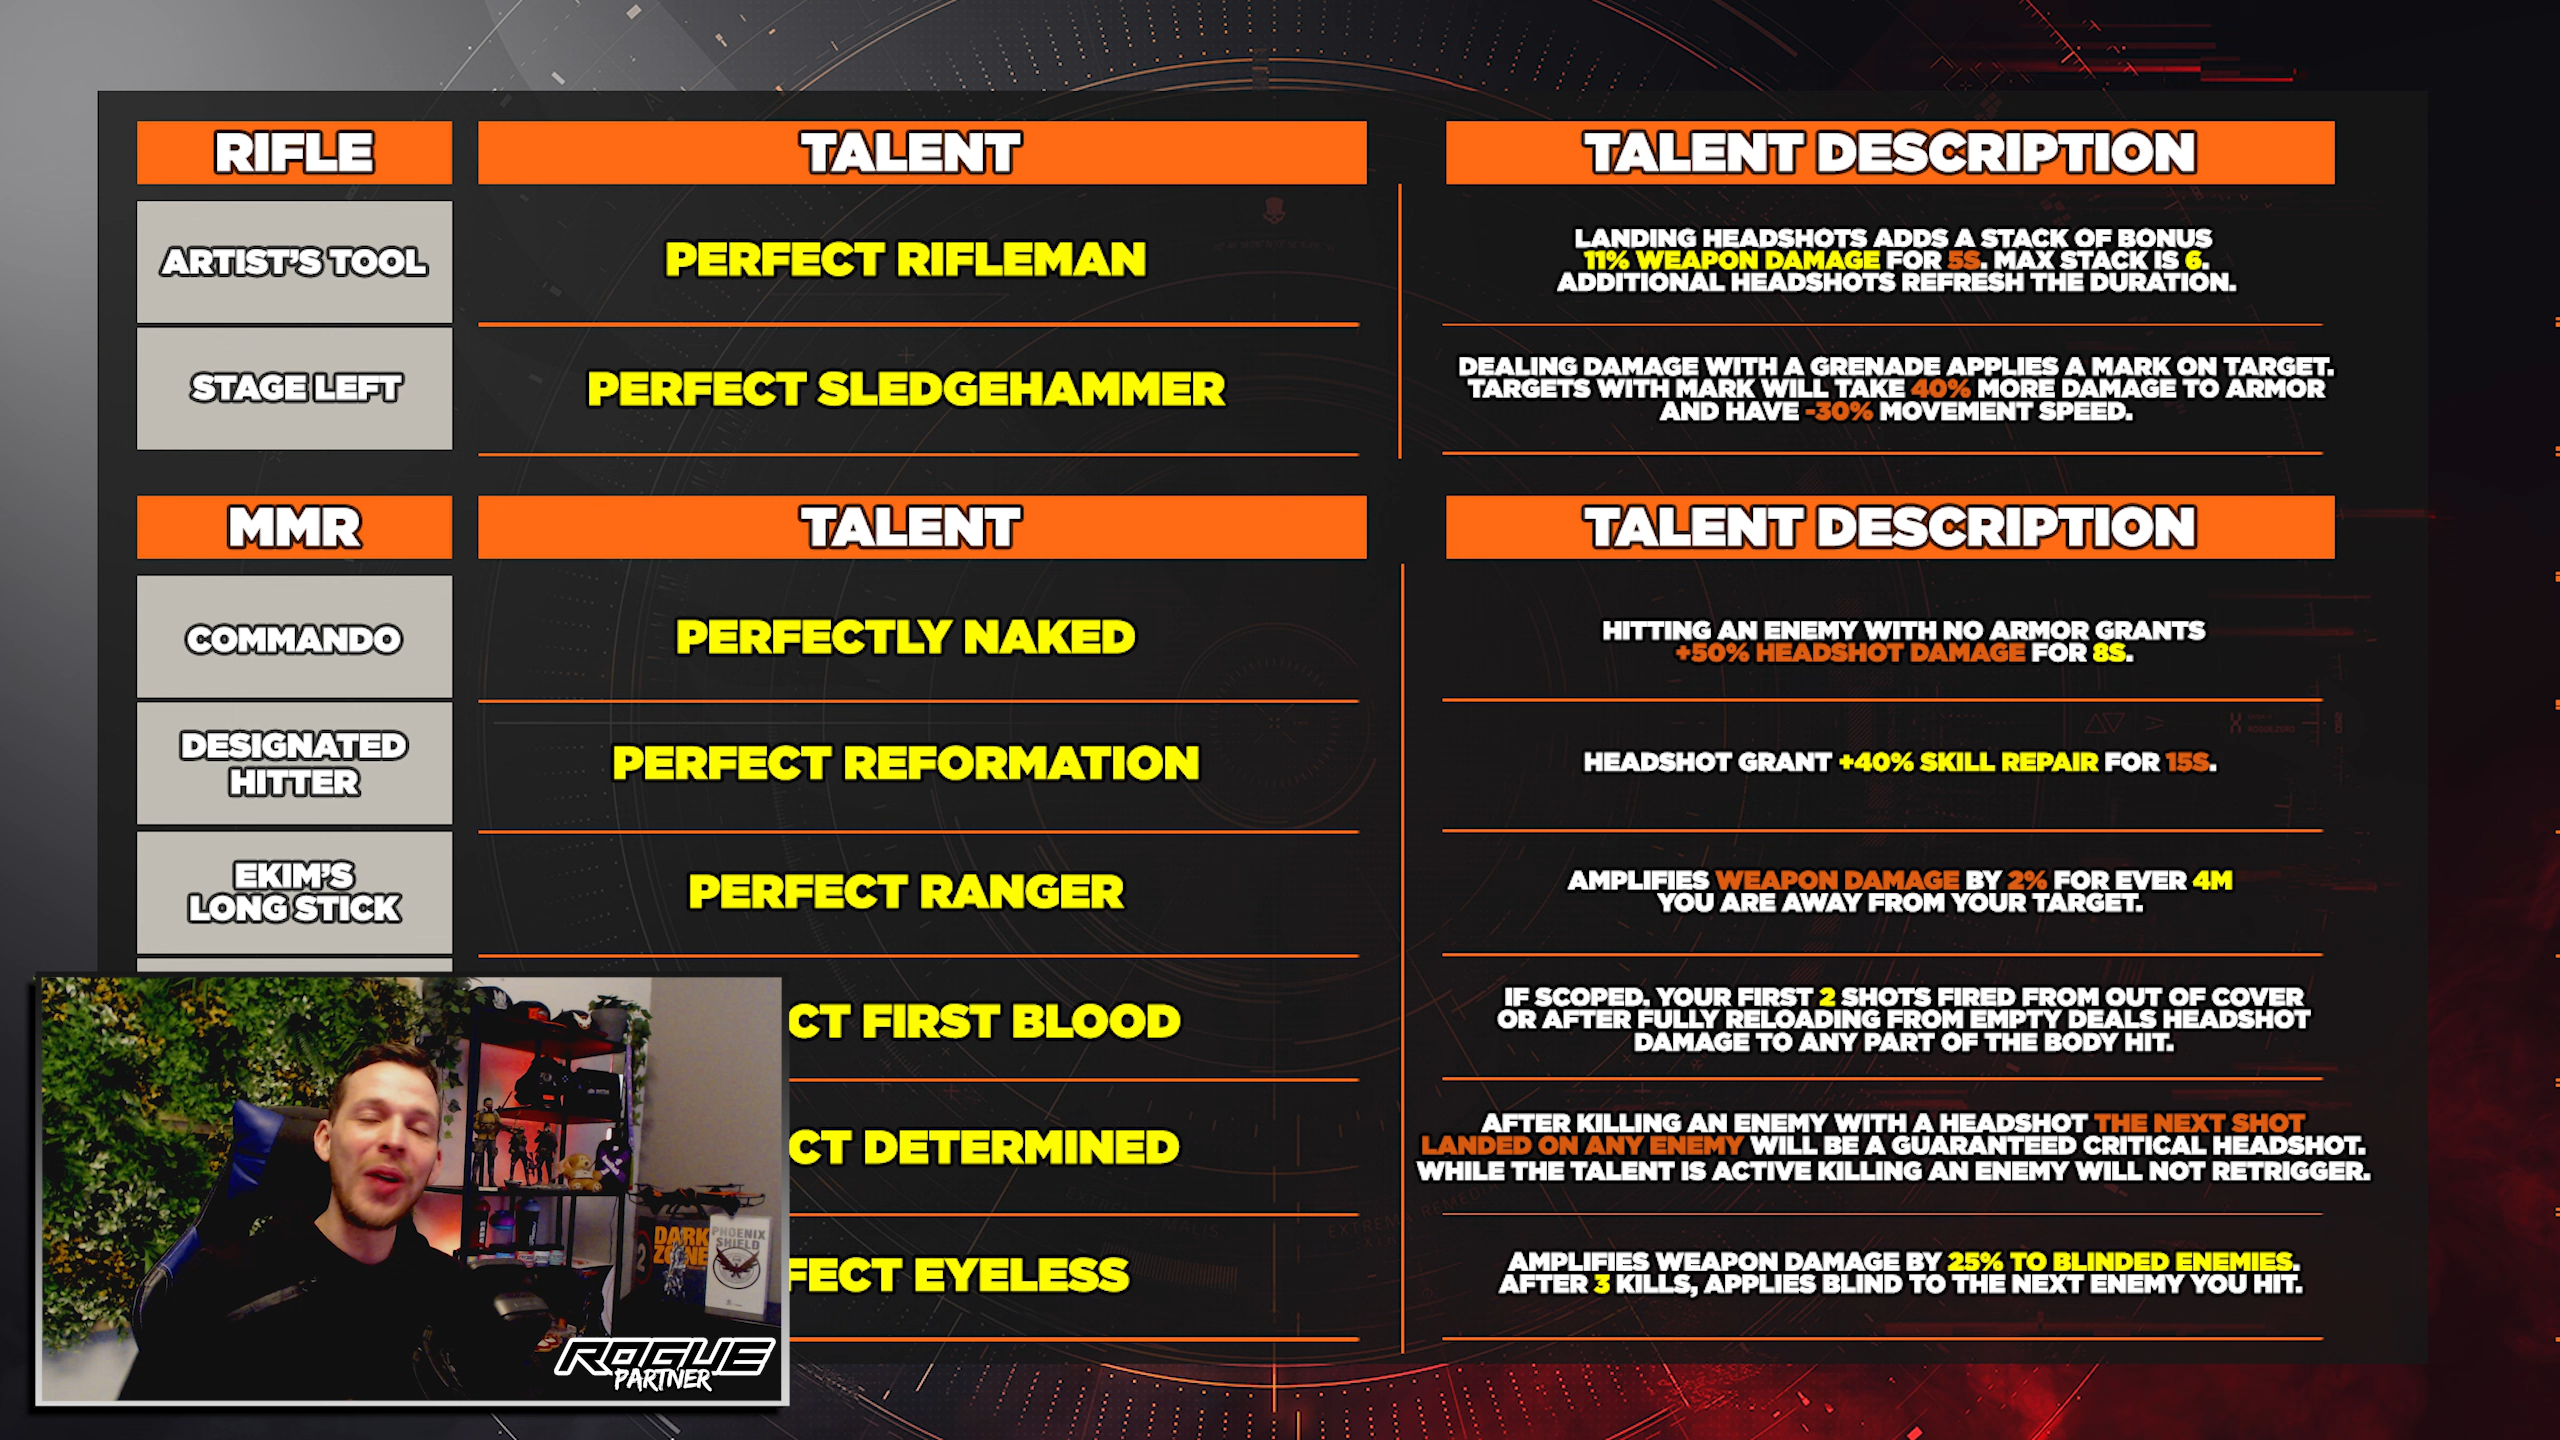 RIFLE
TALENT
TALENT DESCRIPTION
ARTIST'S TOOL
PERFECT RIFLEMAN
LANDING HEADSHOTS ADDS A STACK OF BONUS
11% WEAPON DAMAGE FOR 5S. MAX STACK IS 6.
ADDITIONAL HEADSHOTS REFRESH THE DURATION.
STAGE LEFT
PERFECT SLEDGEHAMMER
DEALING DAMAGE WITH A GRENADE APPLIES A MARK ON TARGET.
TARGETS WITH MARK WILL TAKE 40% MORE DAMAGE TO ARMOR
AND HAVE -30% MOVEMENT SPEED.
MMR
TALENT
TALENT DESCRIPTION
COMMANDO
PERFECTLY NAKED
HITTING AN ENEMY WITH NO ARMOR GRANTS
+50% HEADSHOT DAMAGE FOR 8S.
DESIGNATED
HITTER
PERFECT REFORMATION
HEADSHOT GRANT +40% SKILL REPAIR FOR 15S.
EKIM'S
LONG STICK
PERFECT RANGER
AMPLIFIES WEAPON DAMAGE BY 2% FOR EVER 4M
YOU ARE AWAY FROM YOUR TARGET.
CT FIRST BLOOD
IF SCOPED. YOUR FIRST 2 SHOTS FIRED FROM OUT OF COVER
OR AFTER FULLY RELOADING FROM EMPTY DEALS HEADSHOT
DAMAGE TO ANY PART OF THE BODY HIT.
CT DETERMINED
AFTER KILLING AN ENEMY WITH A HEADSHOT THE NEXT SHOT
LANDED ON ANY ENEMY WILL BE A GUARANTEED CRITICAL HEADSHOT.
WHILE THE TALENT IS ACTIVE KILLING AN ENEMY WILL NOT RETRIGGER.
FECT EYELESS
AMPLIFIES WEAPON DAMAGE BY 25% TO BLINDED ENEMIES.
AFTER 3 KILLS, APPLIES BLIND TO THE NEXT ENEMY YOU HIT.
DARK
ZONE
PHOENIX
SHIELD
ROGUE
PARTNER